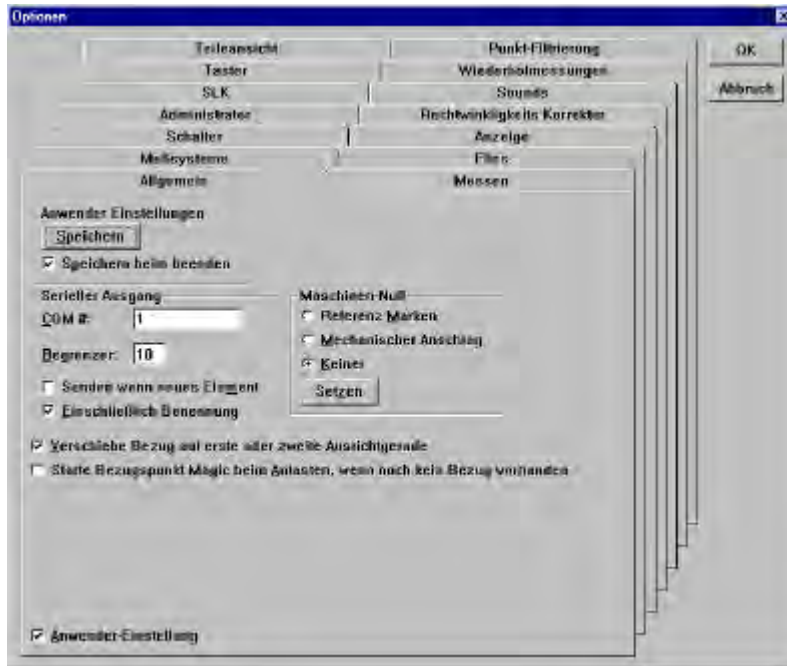 Optionen
Teileansicht Punkt-Filtrierung OK
Taster Wiederholmessungen
SLK Sounds Abbruch
Administrator Rechtwinkligkeits Korrektur
Schalter Anzeige
Meßsysteme Fließ
Allgemein Messen
Anwender Einstellungen
Speichern
Speichern beim beenden
Serieller Ausgang Maschinen-Null
COM #: 1 Referenz Marken
Mechanischer Anschlag
Begrenzer: 10 Keiner
Senden wenn neues Element Setzen
Einschließlich Benennung
Verschiebe Bezug auf erste oder zweite Ausrichtgerade
Starte Bezugspunkt Magic beim Antasten, wenn noch kein Bezug vorhanden
Anwender-Einstellung